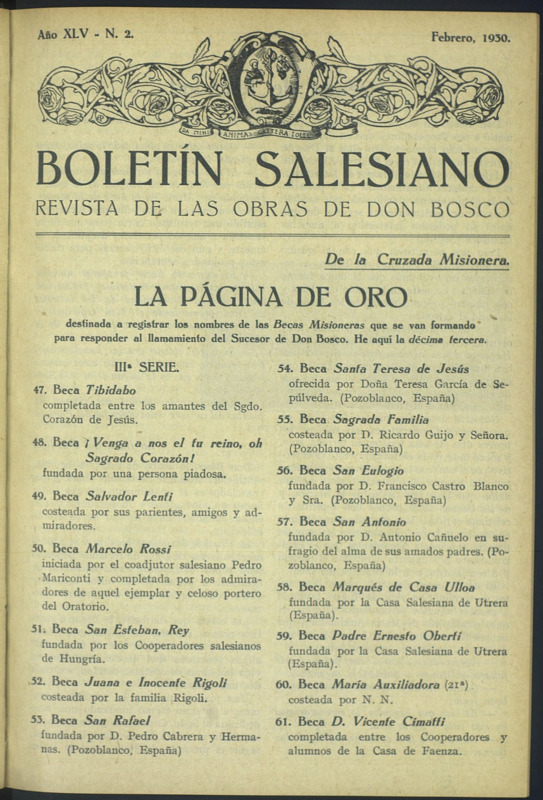 Año XLV - N. 2.
Febrero, 1930.
DA MIHI ANIMAS CÆTERA TOLLE
BOLETÍN SALESIANO
REVISTA DE LAS OBRAS DE DON BOSCO
De la Cruzada Misionera.
LA PÁGINA DE ORO
destinada a registrar los nombres de las Becas Misioneras que se van formando
para responder al llamamiento del Sucesor de Don Bosco. He aquí la décima tercera.
IIIª SERIE.
47. Beca Tibidabo
completada entre los amantes del Sgdo.
Corazón de Jesús.
48. Beca ¡Venga a nos el tu reino, oh
Sagrado Corazón!
fundada por una persona piadosa.
49. Beca Salvador Lenti
costeada por sus parientes, amigos y ad-
miradores.
50. Beca Marcelo Rossi
iniciada por el coadjutor salesiano Pedro
Mariconti y completada por los admira-
dores de aquel ejemplar y celoso portero
del Oratorio.
51. Beca San Esteban, Rey
fundada por los Cooperadores salesianos
de Hungría.
52. Beca Juana e Inocente Rigoli
costeada por la familia Rigoli.
53. Beca San Rafael
fundada por D. Pedro Cabrera y Herma-
nas. (Pozoblanco, España)
54. Beca Santa Teresa de Jesús
ofrecida por Doña Teresa García de Se-
púlveda. (Pozoblanco, España)
55. Beca Sagrada Familia
costeada por D. Ricardo Guijo y Señora.
(Pozoblanco, España)
56. Beca San Eulogio
fundada por D. Francisco Castro Blanco
y Sra. (Pozoblanco, España)
57. Beca San Antonio
fundada por D. Antonio Cañuelo en su-
fragio del alma de sus amados padres. (Po-
zoblanco, España)
58. Beca Marqués de Casa Ulloa
fundada por la Casa Salesiana de Utrera
(España).
59. Beca Padre Ernesto Oberti
fundada por la Casa Salesiana de Utrera
(España).
60. Beca María Auxiliadora (21ª)
costeada por N. N.
61. Beca D. Vicente Cimatti
completada entre los Cooperadores y
alumnos de la Casa de Faenza.